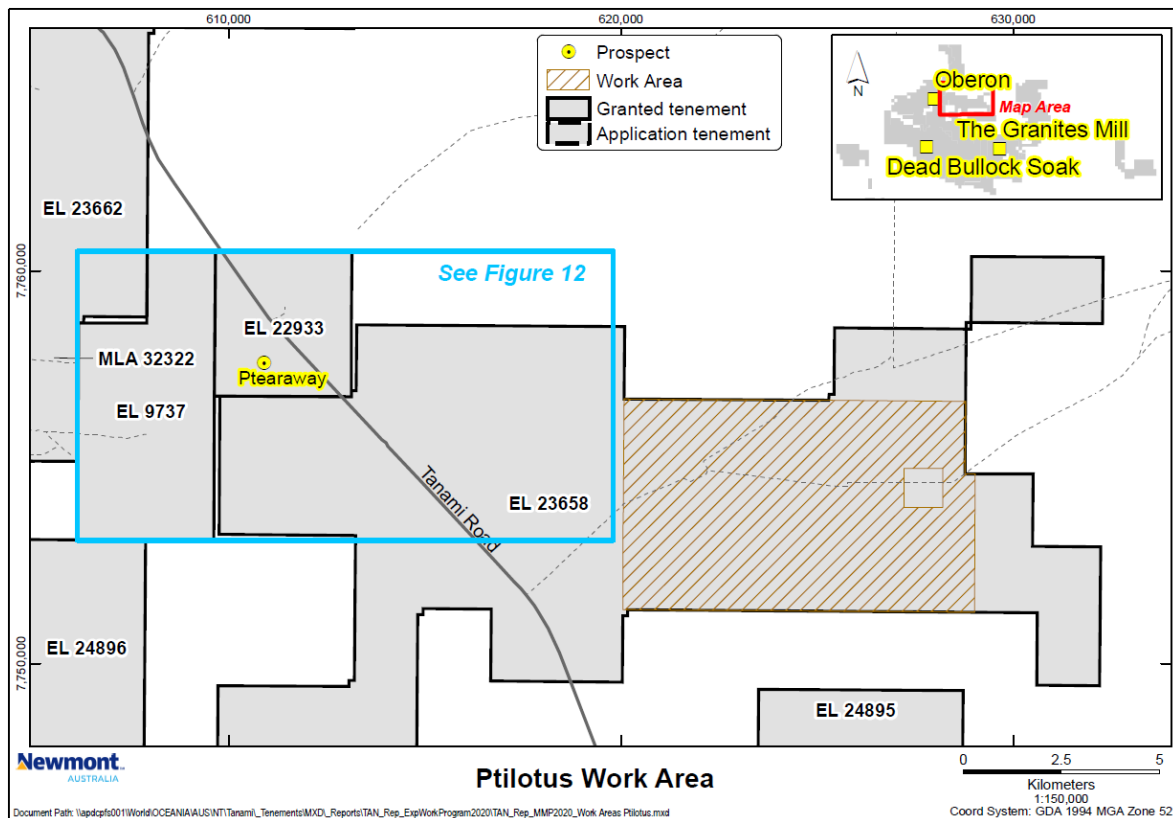 610,000
620,000
630,000
7,760,000
7,750,000
Prospect
Work Area
Granted tenement
Application tenement
N
Oberon
Map Area
The Granites Mill
Dead Bullock Soak
EL 23662
See Figure 12
EL 22933
MLA 32322
Ptearaway
EL 9737
Tanami Road
EL 23658
EL 24896
EL 24895
Newmont
AUSTRALIA
Ptilotus Work Area
0 2.5 5
Kilometers
1:150,000
Document Path: \\apdcpfs001\World\OCEANIA\AUS\NT\Tanami\_Tenements\MXD\_Reports\TAN_Rep_ExpWorkProgram2020\TAN_Rep_MMP2020_Work Areas Ptilotus.mxd
Coord System: GDA 1994 MGA Zone 52